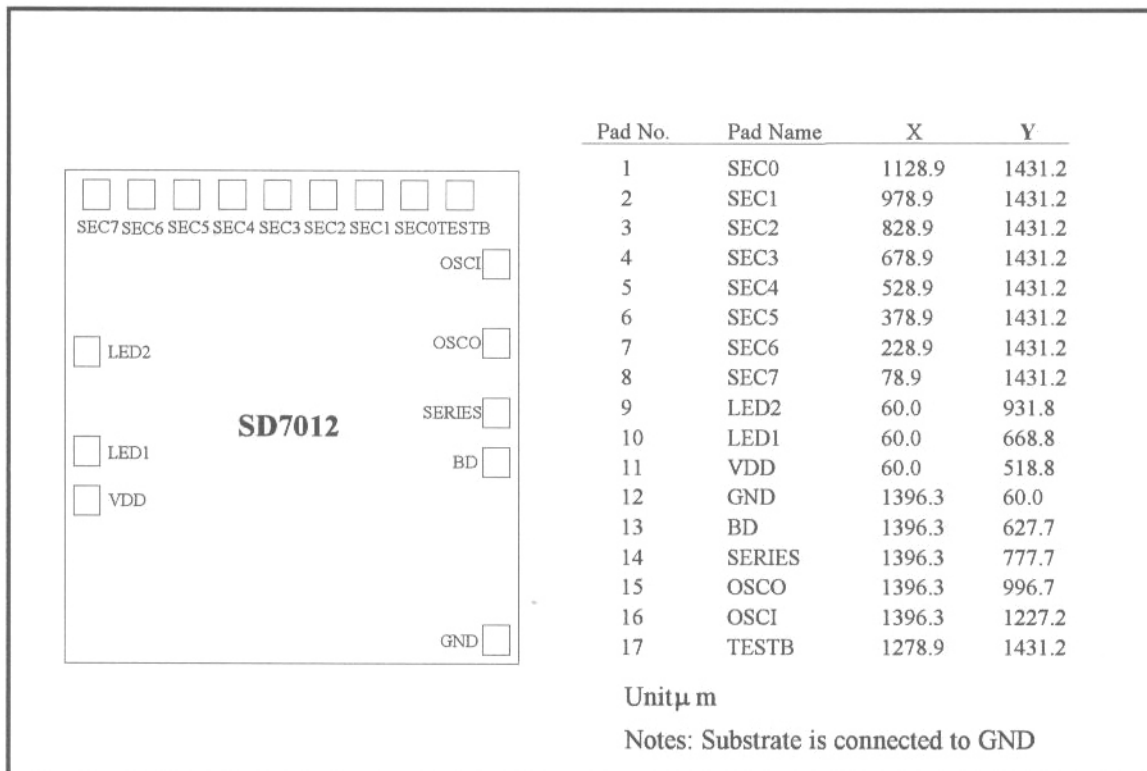 SEC7 SEC6 SEC5 SEC4 SEC3 SEC2 SEC1 SEC0 TESTB
OSCI
LED2
OSCO
SERIES
SD7012
LED1
BD
VDD
GND
Pad No. Pad Name X Y
1 SEC0 1128.9 1431.2
2 SEC1 978.9 1431.2
3 SEC2 828.9 1431.2
4 SEC3 678.9 1431.2
5 SEC4 528.9 1431.2
6 SEC5 378.9 1431.2
7 SEC6 228.9 1431.2
8 SEC7 78.9 1431.2
9 LED2 60.0 931.8
10 LED1 60.0 668.8
11 VDD 60.0 518.8
12 GND 1396.3 60.0
13 BD 1396.3 627.7
14 SERIES 1396.3 777.7
15 OSCO 1396.3 996.7
16 OSCI 1396.3 1227.2
17 TESTB 1278.9 1431.2
Unitμ m
Notes: Substrate is connected to GND